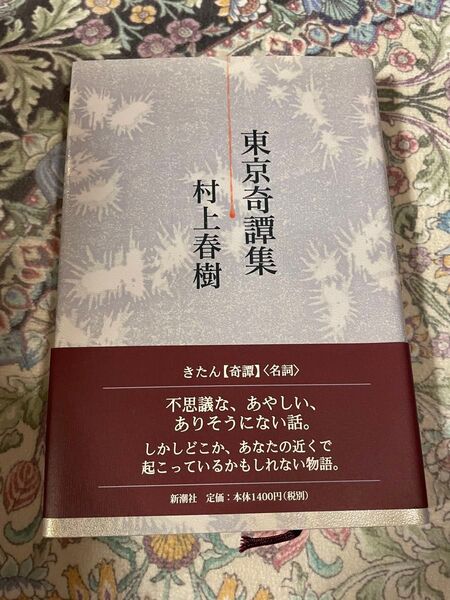 東京奇譚集
村上春樹
きたん【奇譚】〈名詞〉
不思議な、あやしい、
ありそうにない話。
しかしどこか、あなたの近くで
起こっているかもしれない物語。
新潮社 定価：本体1400円（税別）